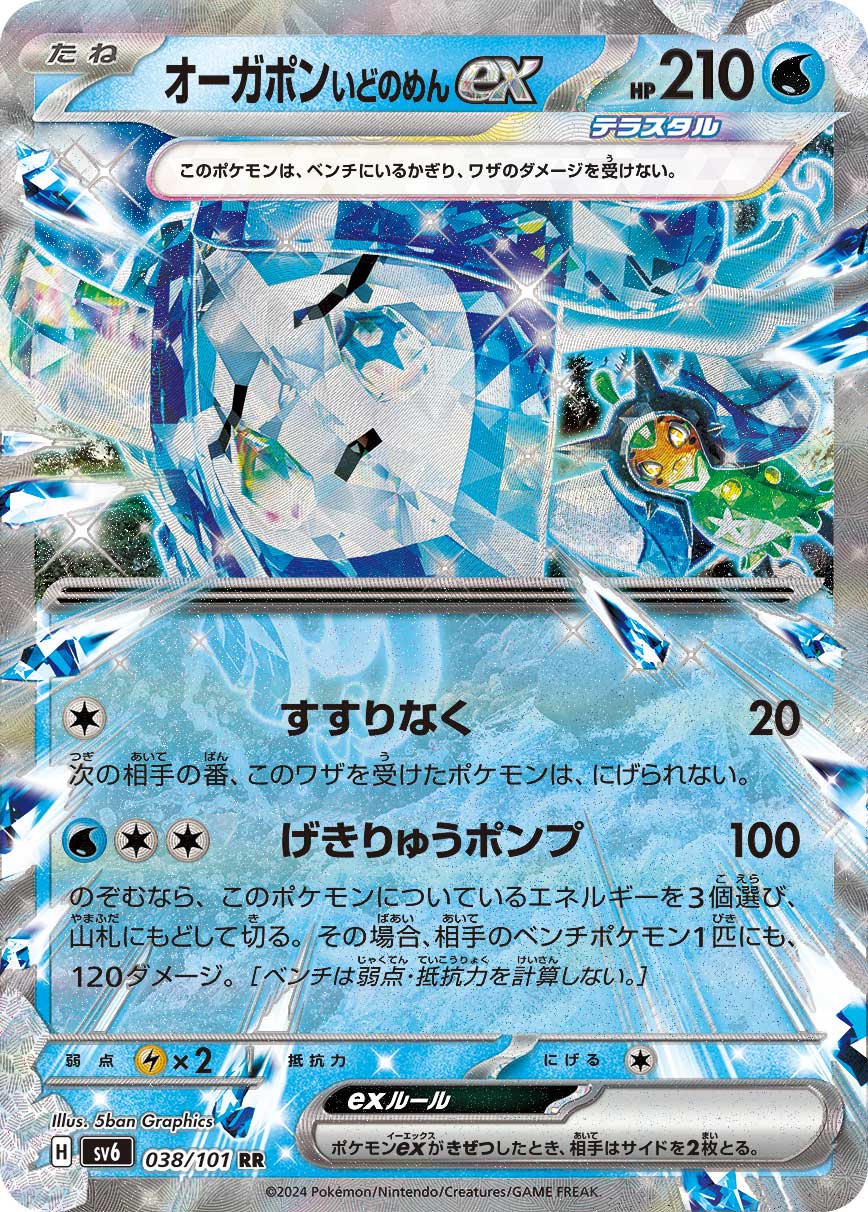 たね
オーガポンいどのめんex HP210
テラスタル
このポケモンは、ベンチにいるかぎり、ワザのダメージを受けない。
すすりなく 20
次の相手の番、このワザを受けたポケモンは、にげられない。
げきりゅうポンプ 100
のぞむなら、このポケモンについているエネルギーを3個選び、
山札にもどして切る。その場合、相手のベンチポケモン1匹にも、
120ダメージ。[ベンチは弱点・抵抗力を計算しない。]
弱点 ×2 抵抗力 にげる
exルール
ポケモンexがきぜつしたとき、相手はサイドを2枚とる。
Illus. 5ban Graphics
H sv6 038/101 RR
©2024 Pokémon/Nintendo/Creatures/GAME FREAK.